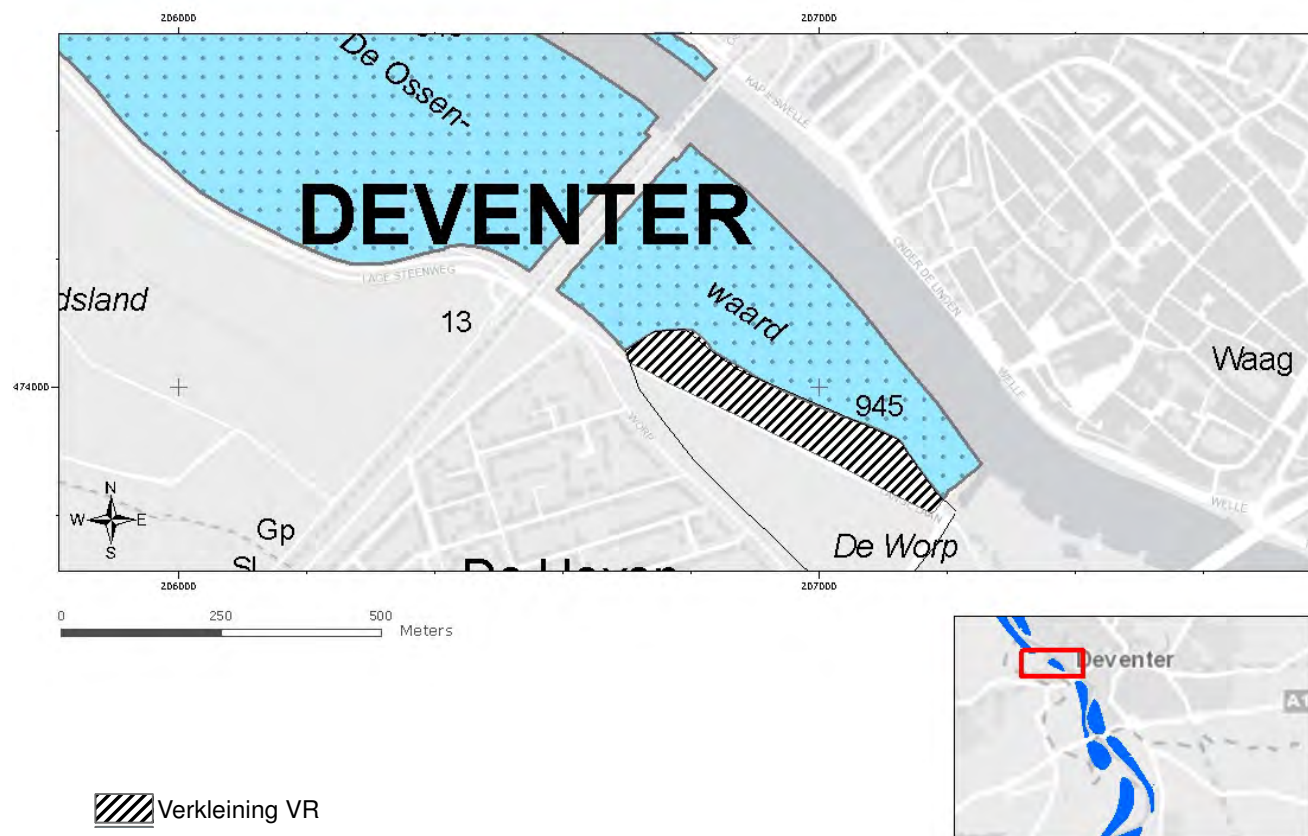 206000
207000
De Ossen-
KAPJESWELLE
DEVENTER
ONDER DE LINDEN
LAGE STEENWEG
dsland
waard
13
Waag
474000
945
WELLE
WORP
N
W
E
S
WELLE
Gp
De Worp
206000
207000
0
250
500
Meters
Deventer
A1
Verkleining VR